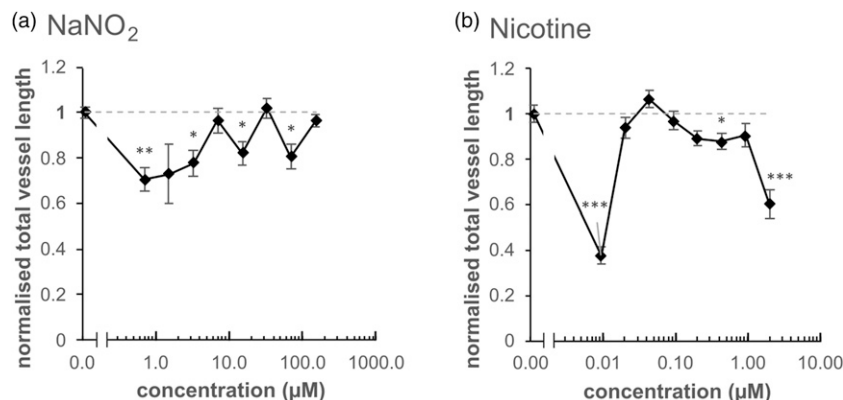 (a) NaNO₂
normalised total vessel length
1.2
1
0.8
0.6
0.4
0.2
0
**
*
*
*
0.0 1.0 10.0 100.0 1000.0
concentration (µM)
(b) Nicotine
normalised total vessel length
1.2
1
0.8
0.6
0.4
0.2
0
***
*
***
0.00 0.01 0.10 1.00 10.00
concentration (µM)